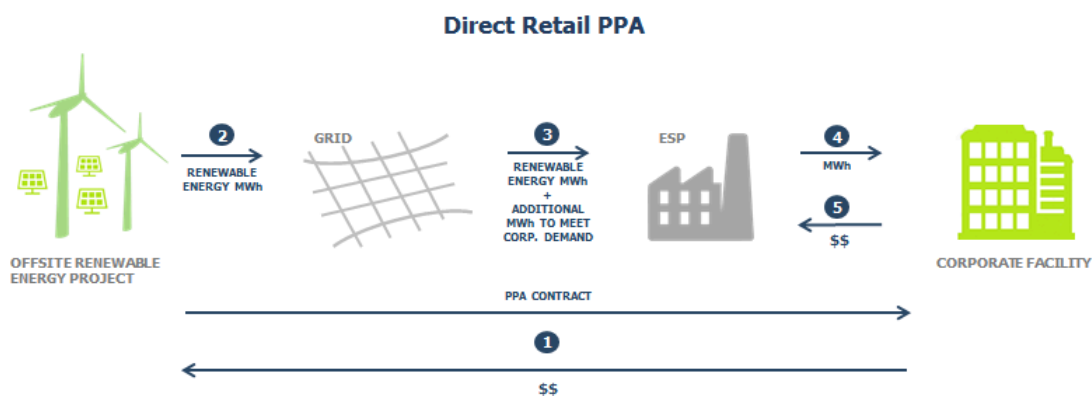 Direct Retail PPA
2
RENEWABLE
ENERGY MWh
GRID
3
RENEWABLE
ENERGY MWh
+
ADDITIONAL
MWh TO MEET
CORP. DEMAND
ESP
4
MWh
5
$$
OFFSITE RENEWABLE
ENERGY PROJECT
CORPORATE FACILITY
PPA CONTRACT
1
$$